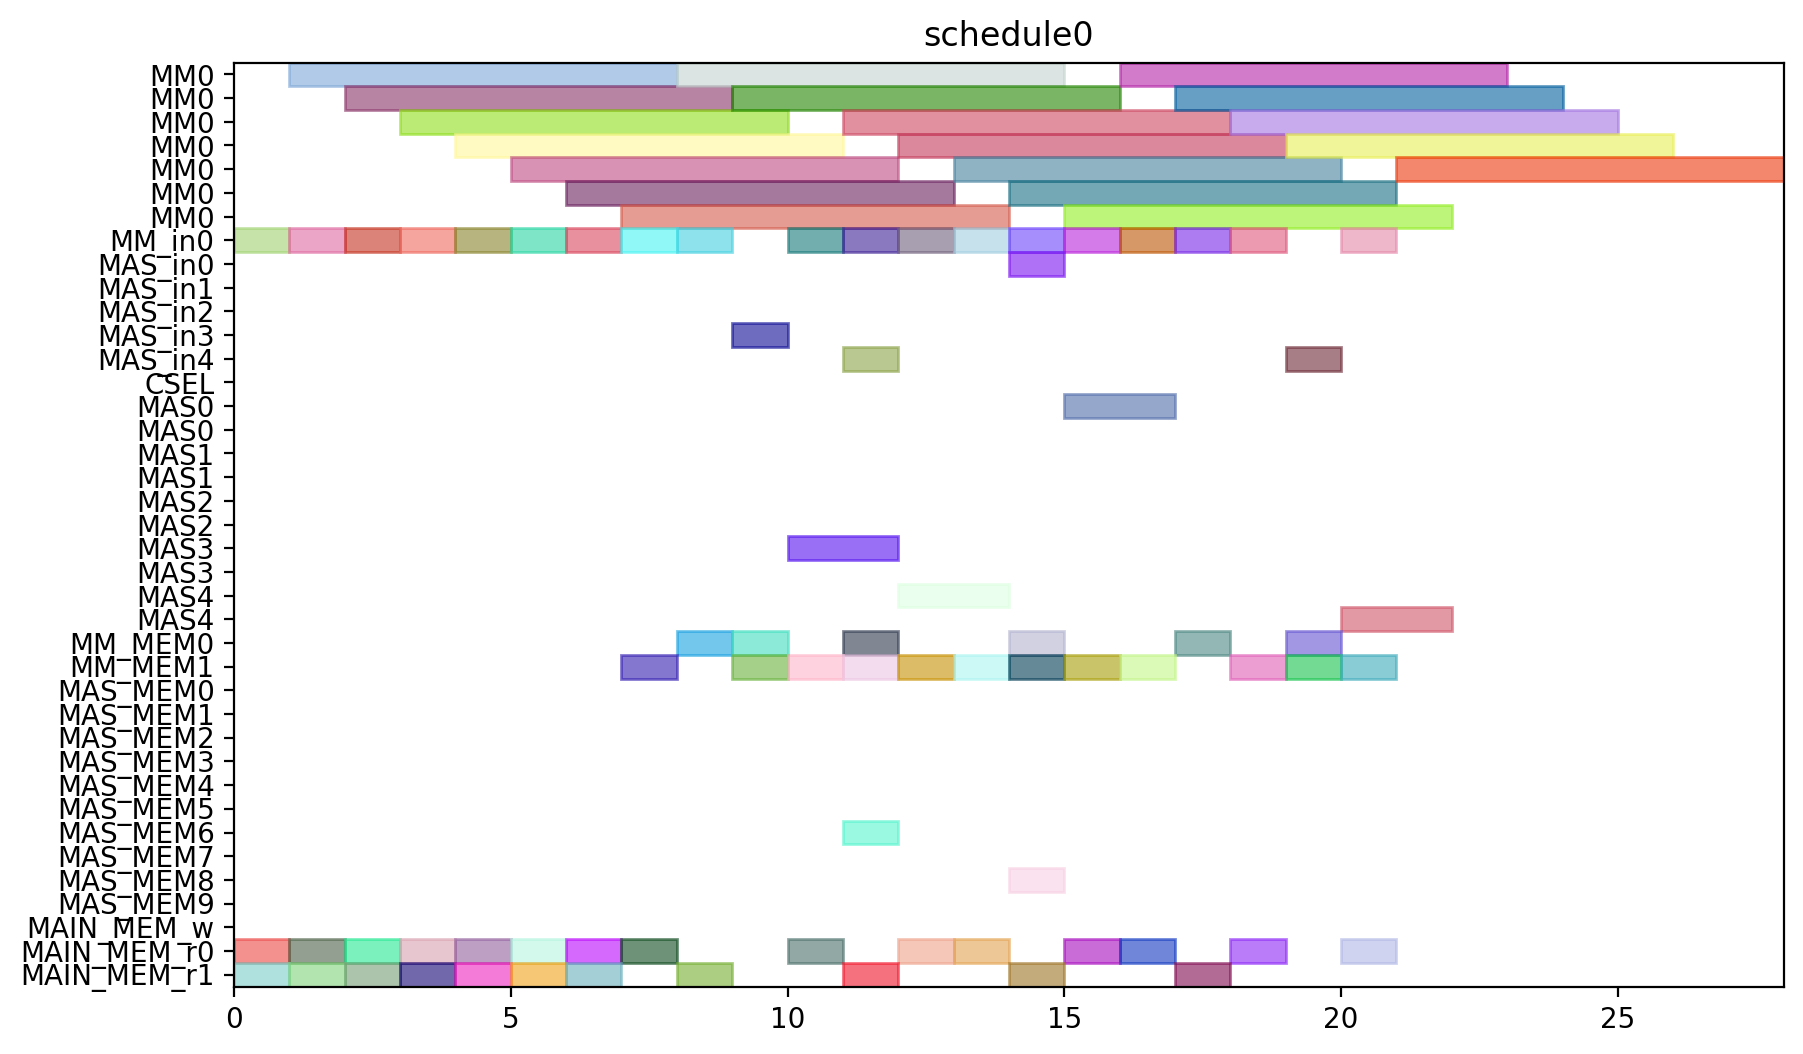 schedule0
MM0
MM0
MM0
MM0
MM0
MM0
MM0
MM_in0
MAS_in0
MAS_in1
MAS_in2
MAS_in3
MAS_in4
CSEL
MAS0
MAS0
MAS1
MAS1
MAS2
MAS2
MAS3
MAS3
MAS4
MAS4
MM_MEM0
MM_MEM1
MAS_MEM0
MAS_MEM1
MAS_MEM2
MAS_MEM3
MAS_MEM4
MAS_MEM5
MAS_MEM6
MAS_MEM7
MAS_MEM8
MAS_MEM9
MAIN_MEM_w
MAIN_MEM_r0
MAIN_MEM_r1
0 5 10 15 20 25